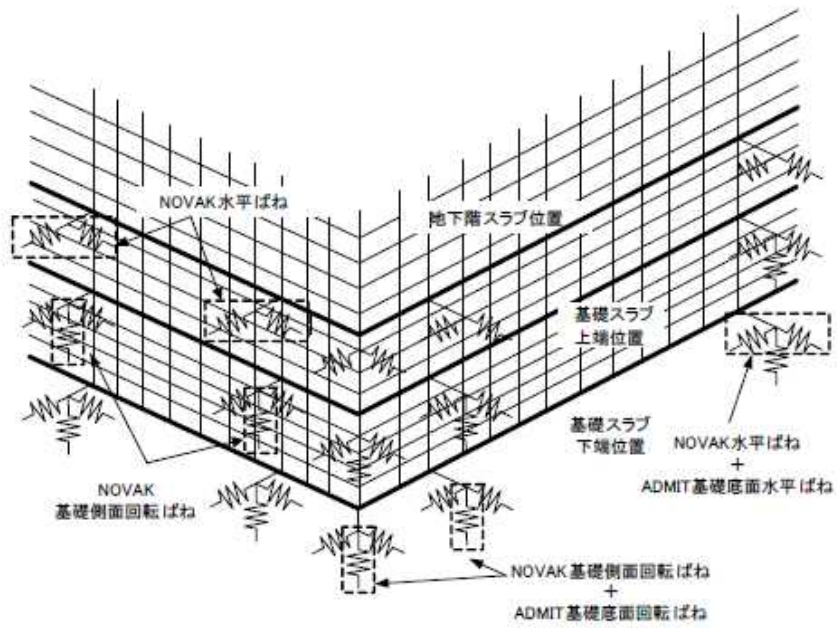 NOVAK水平ばね
地下階スラブ位置
基礎スラブ
上端位置
基礎スラブ
下端位置
NOVAK水平ばね
+
ADMIT基礎底面水平ばね
NOVAK
基礎側面回転ばね
NOVAK基礎側面回転ばね
+
ADMIT基礎底面回転ばね